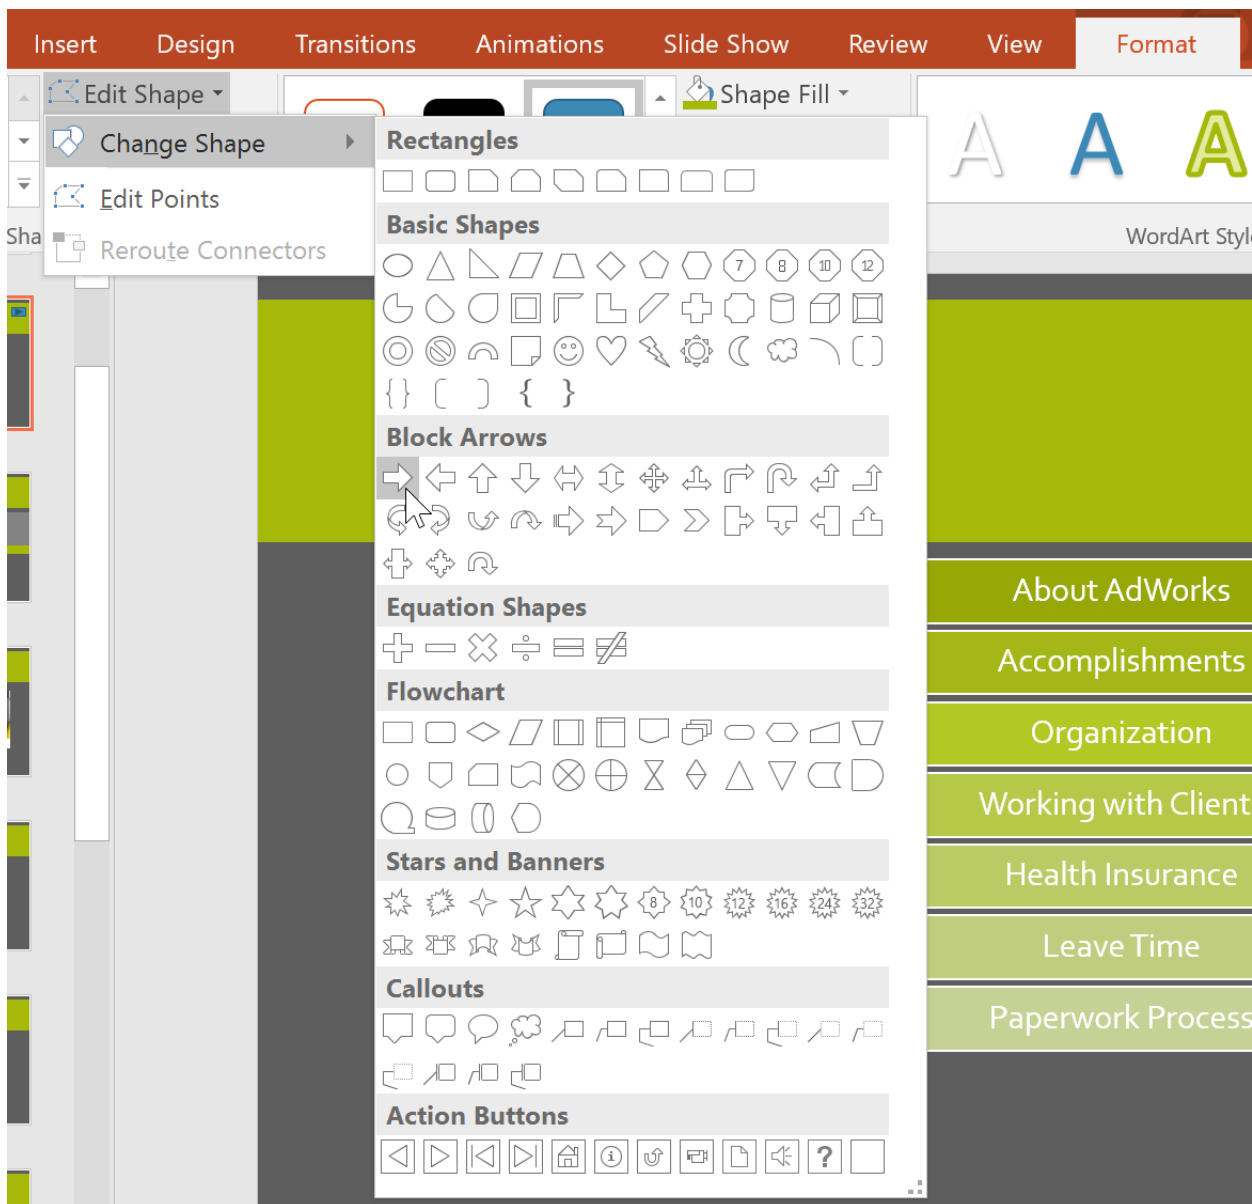 Insert Design Transitions Animations Slide Show Review View Format
Edit Shape Shape Fill
Change Shape
Edit Points
Reroute Connectors
Sha
A A A
WordArt Style
Rectangles
Basic Shapes
7 8 10 12
{ } { }
Block Arrows
Equation Shapes
Flowchart
Stars and Banners
8 10 12 16 24 32
Callouts
Action Buttons
i ?
About AdWorks
Accomplishments
Organization
Working with Client
Health Insurance
Leave Time
Paperwork Process